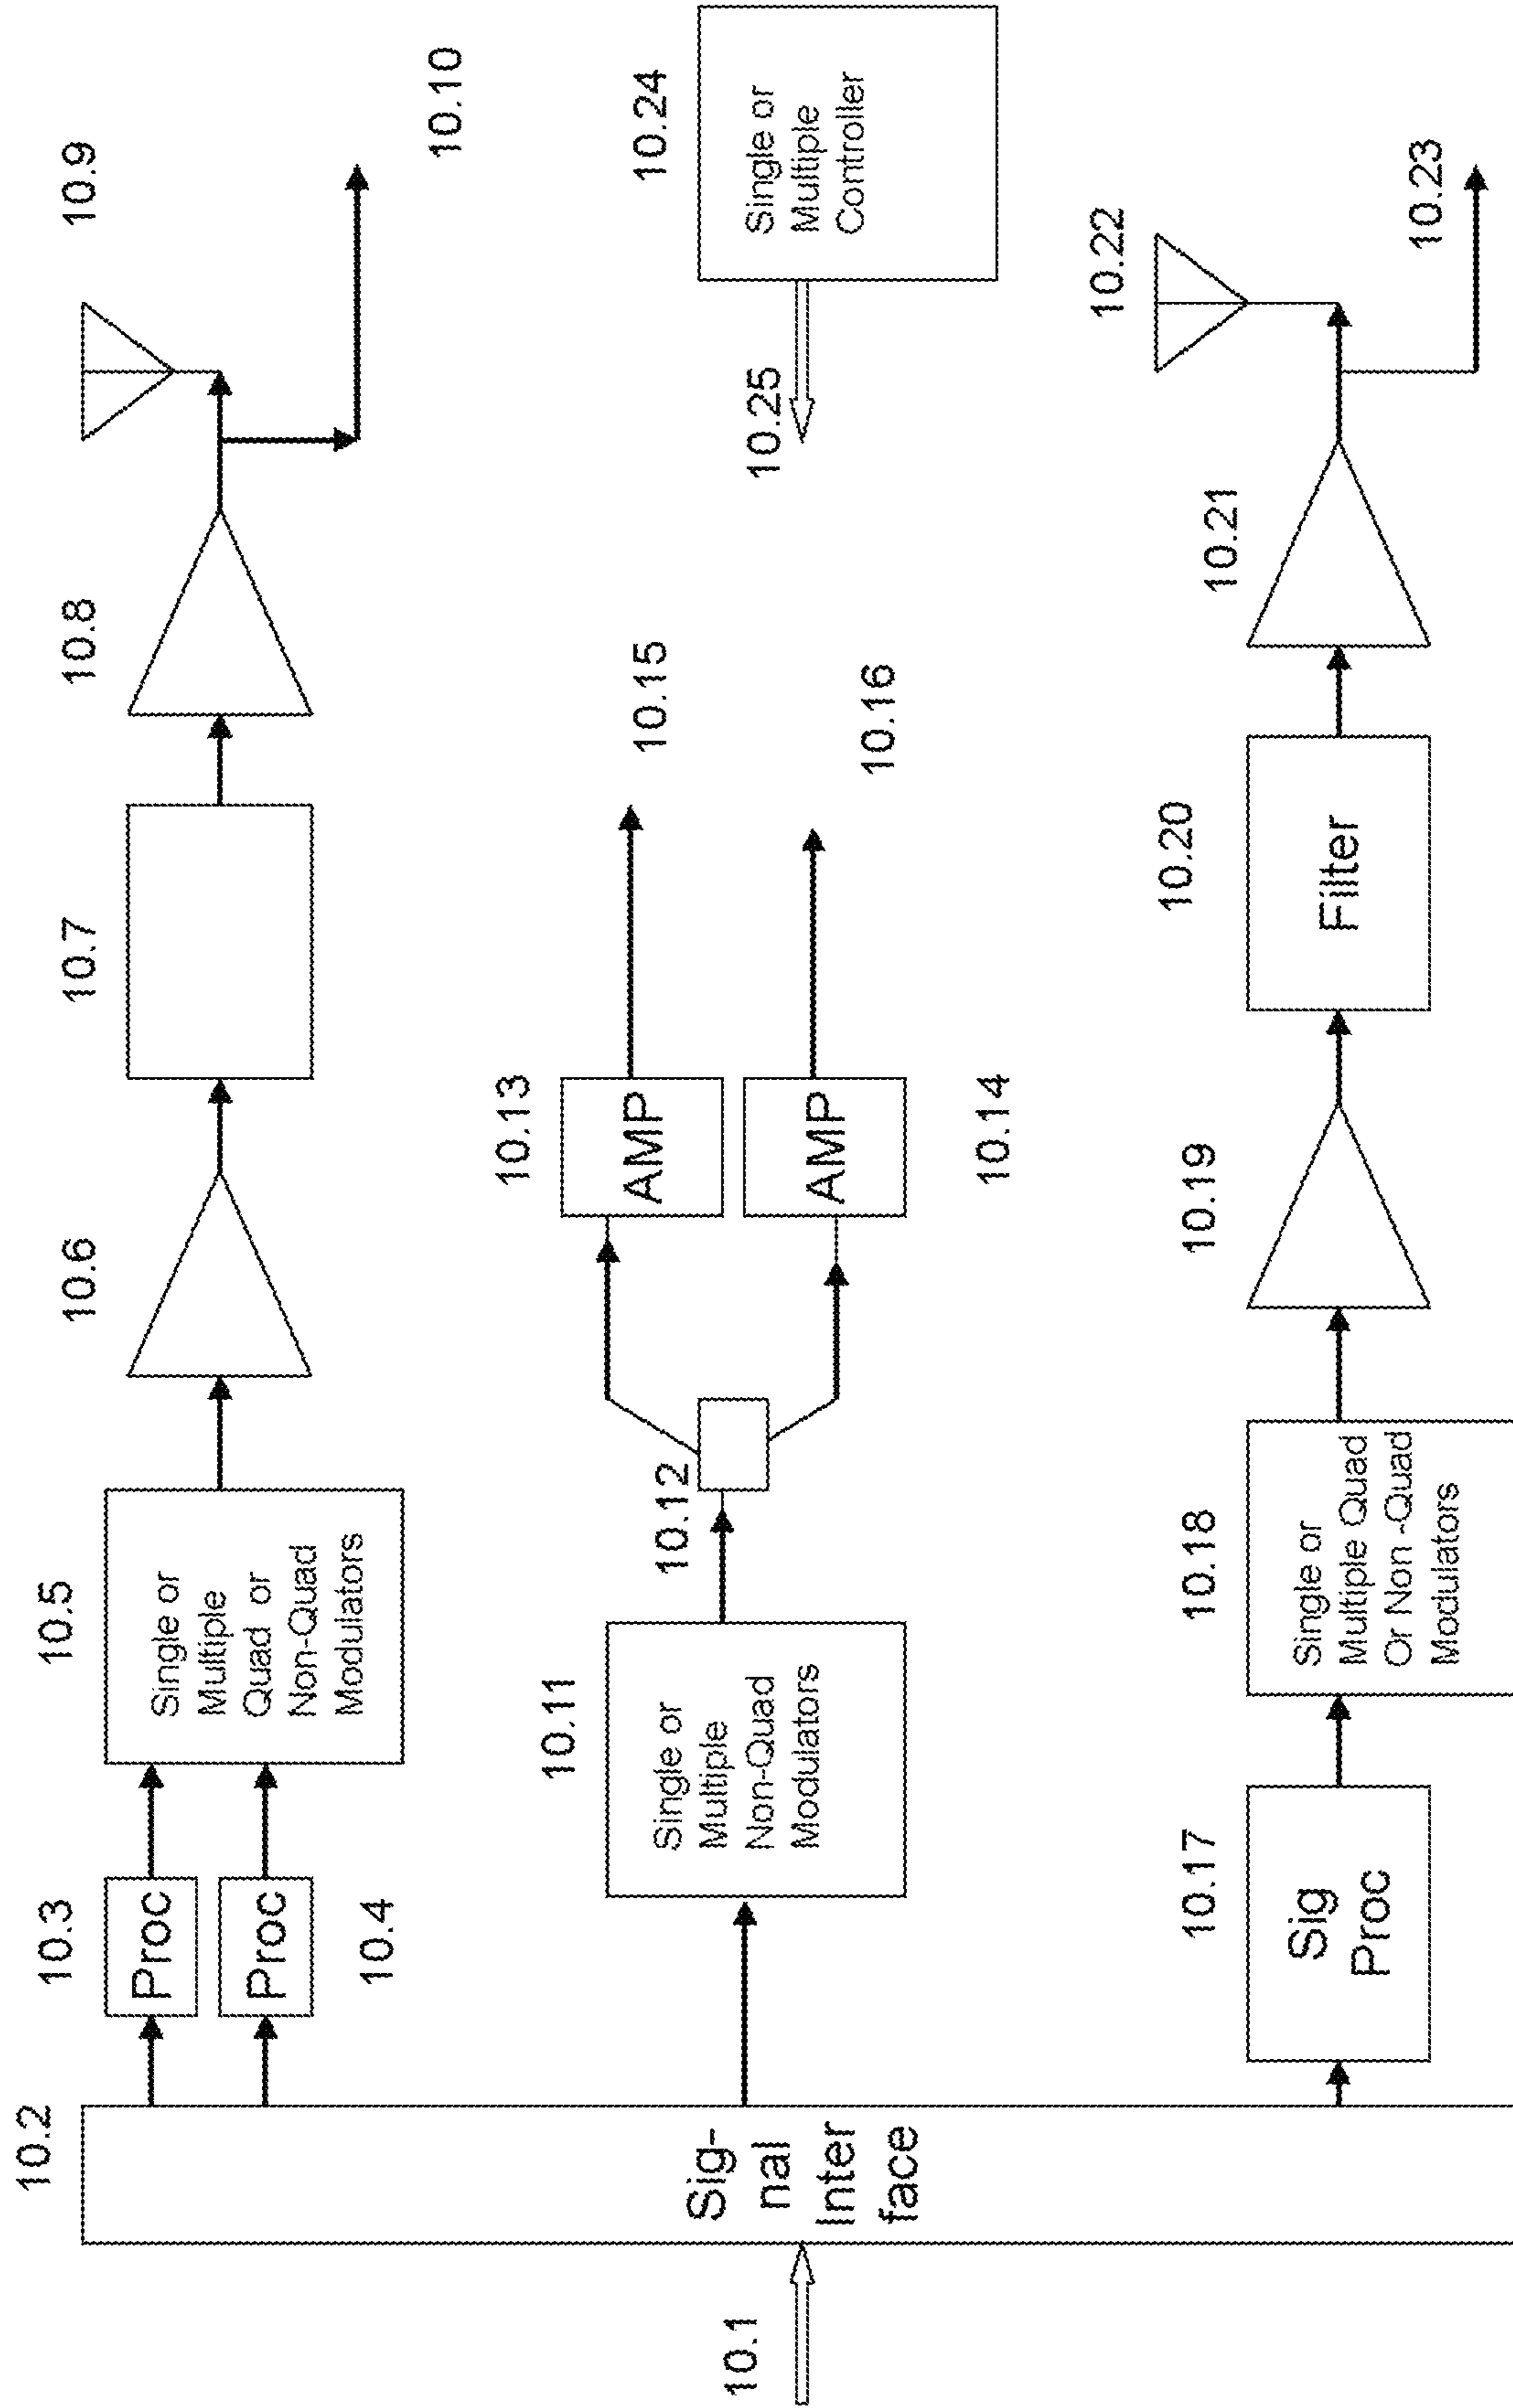 10.1
10.2
Sig-
nal
Inter
face
10.3
Proc
Proc
10.4
10.5
Single or
Multiple
Quad or
Non-Quad
Modulators
10.6
10.7
10.8
10.9
10.10
10.11
Single or
Multiple
Non-Quad
Modulators
10.12
10.13
AMP
AMP
10.14
10.15
10.16
10.24
Single or
Multiple
Controller
10.25
10.17
Sig
Proc
10.18
Single or
Multiple Quad
Or Non -Quad
Modulators
10.19
10.20
Filter
10.21
10.22
10.23